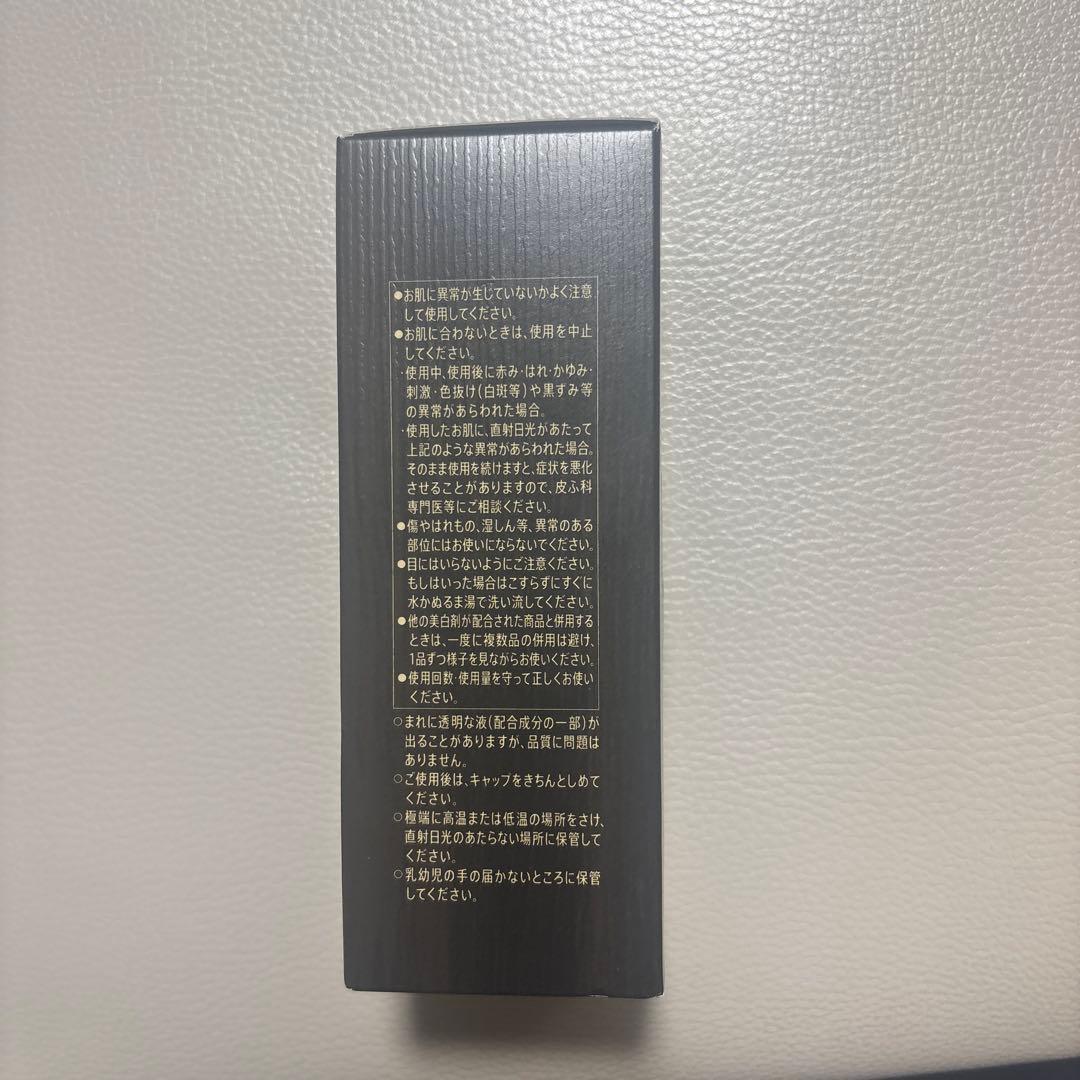 ●お肌に異常が生じていないかよく注意
して使用してください。
●お肌に合わないときは、使用を中止
してください。
・使用中、使用後に赤み・はれ・かゆみ・
刺激・色抜け(白斑等)や黒ずみ等
の異常があらわれた場合。
・使用したお肌に、直射日光があたって
上記のような異常があらわれた場合。
そのまま使用を続けますと、症状を悪化
させることがありますので、皮ふ科
専門医等にご相談ください。
●傷やはれもの、湿しん等、異常のある
部位にはお使いにならないでください。
●目にはいらないようにご注意ください。
もしはいった場合はこすらずにすぐに
水かぬるま湯で洗い流してください。
●他の美白剤が配合された商品と併用する
ときは、一度に複数品の併用は避け、
1品ずつ様子を見ながらお使いください。
●使用回数・使用量を守って正しくお使い
ください。
○まれに透明な液(配合成分の一部)が
出ることがありますが、品質に問題は
ありません。
○ご使用後は、キャップをきちんとしめて
ください。
○極端に高温または低温の場所をさけ、
直射日光のあたらない場所に保管して
ください。
○乳幼児の手の届かないところに保管
してください。